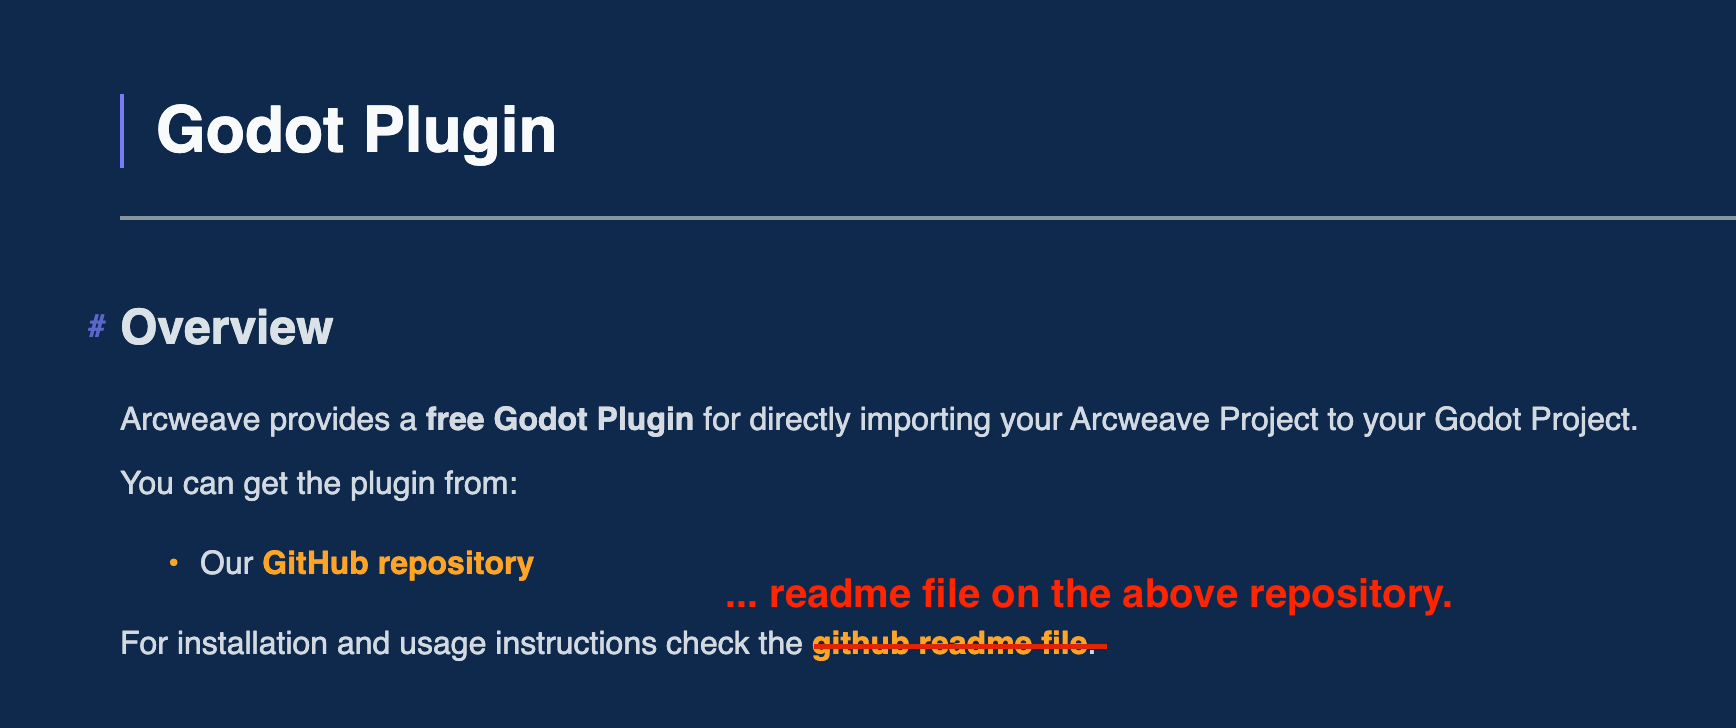 Godot Plugin
# Overview
Arcweave provides a free Godot Plugin for directly importing your Arcweave Project to your Godot Project.
You can get the plugin from:
• Our GitHub repository
... readme file on the above repository.
For installation and usage instructions check the github readme file.